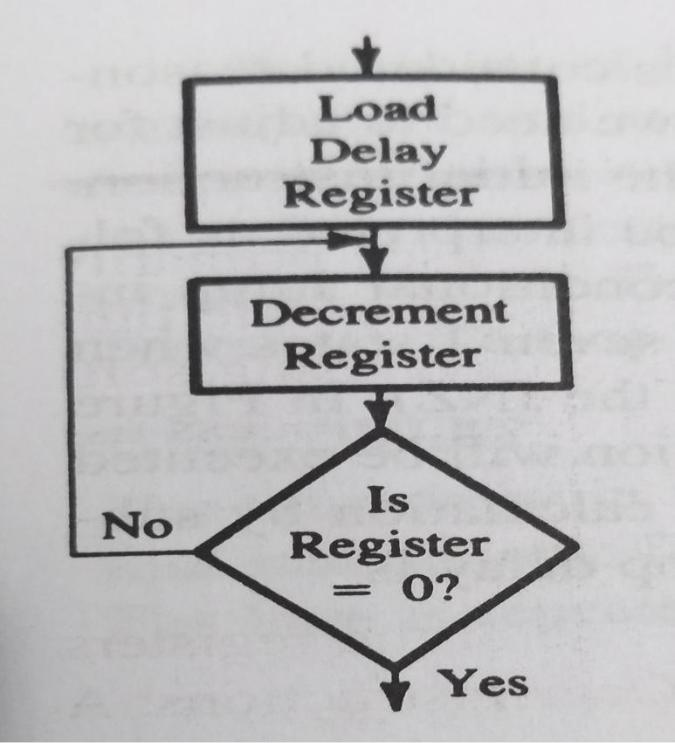 Load
Delay
Register
Decrement
Register
Is
Register
= 0?
No
Yes